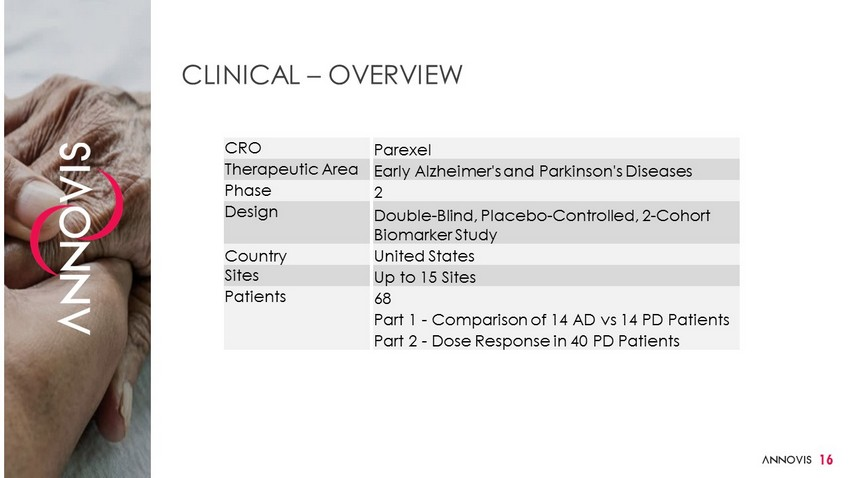 CLINICAL – OVERVIEW
ANNOVIS
CRO
Parexel
Therapeutic Area
Early Alzheimer's and Parkinson's Diseases
Phase
2
Design
Double-Blind, Placebo-Controlled, 2-Cohort
Biomarker Study
Country
United States
Sites
Up to 15 Sites
Patients
68
Part 1 - Comparison of 14 AD vs 14 PD Patients
Part 2 - Dose Response in 40 PD Patients
ANNOVIS 16